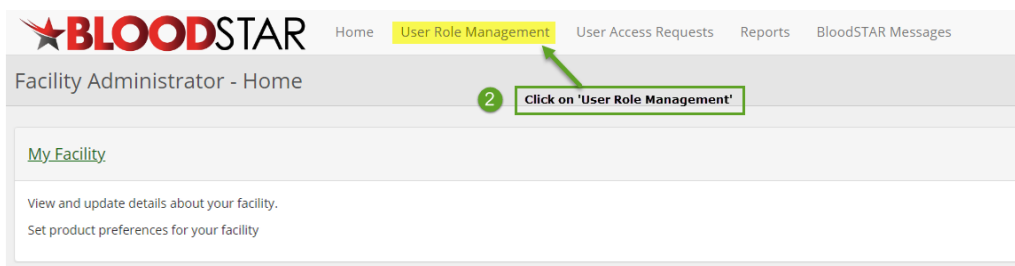 BLOODSTAR Home User Role Management User Access Requests Reports BloodSTAR Messages
Facility Administrator - Home
2 Click on 'User Role Management'
My Facility
View and update details about your facility.
Set product preferences for your facility